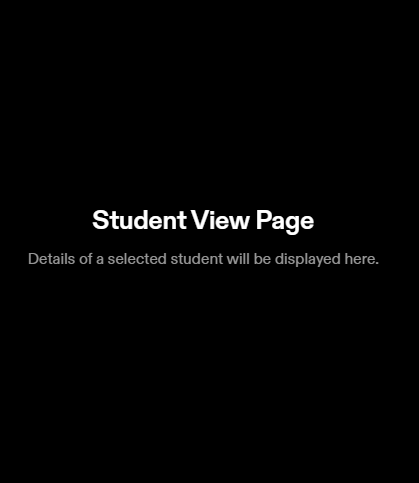 Student View Page
Details of a selected student will be displayed here.